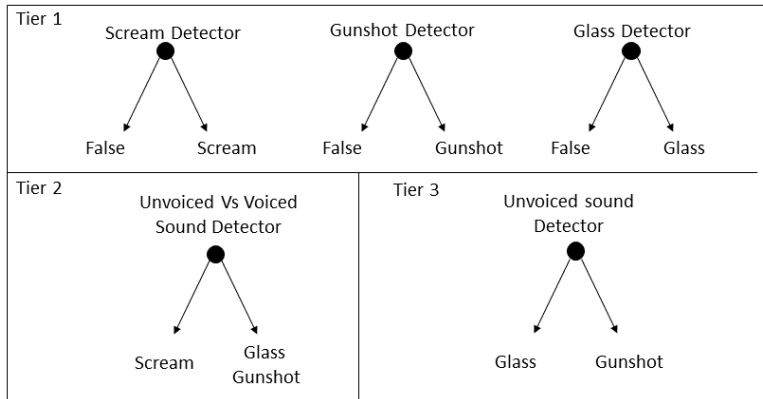 Tier 1
Scream Detector
Gunshot Detector
Glass Detector
False
Scream
False
Gunshot
False
Glass
Tier 2
Unvoiced Vs Voiced
Sound Detector
Scream
Glass
Gunshot
Tier 3
Unvoiced sound
Detector
Glass
Gunshot